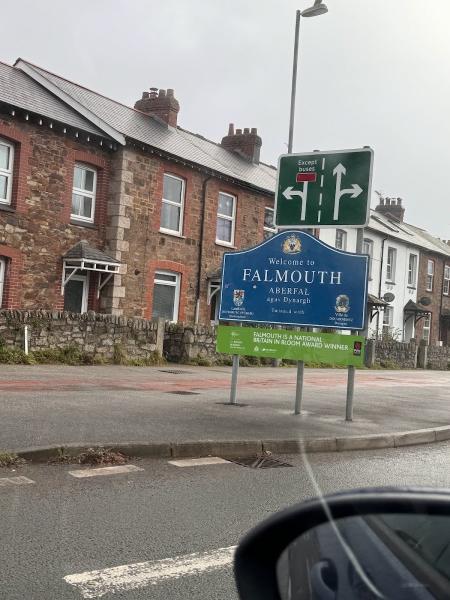 Except
buses
Welcome to
FALMOUTH
ABERFAL
agas Dynargh
Twinned with
FALMOUTH IS A NATIONAL
BRITAIN IN BLOOM AWARD WINNER